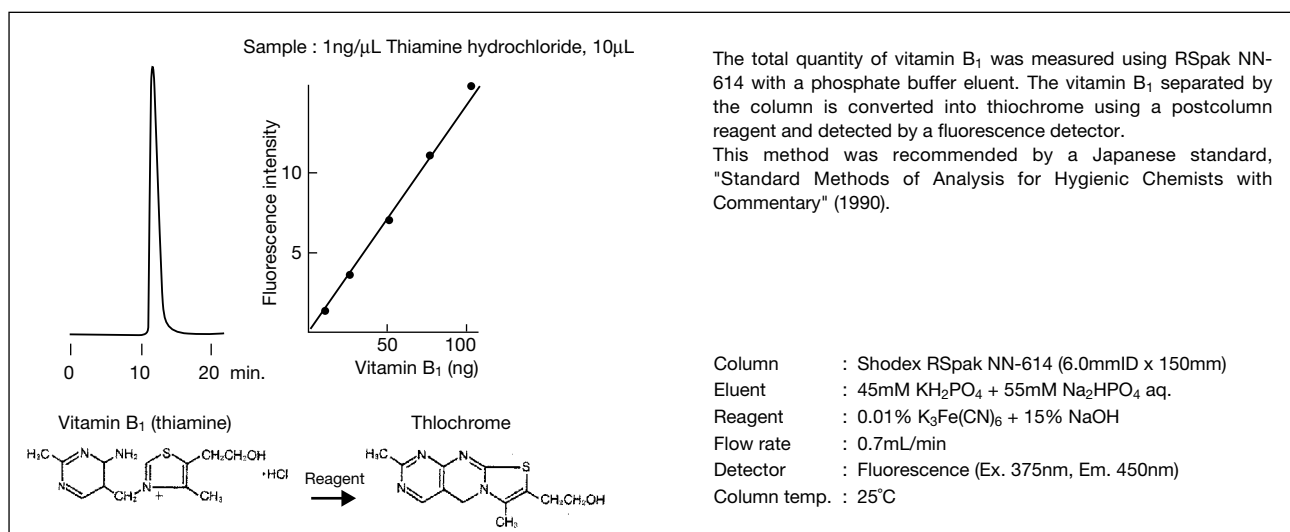 Sample : 1ng/μL Thiamine hydrochloride, 10μL
Fluorescence intensity
10
5
50
100
Vitamin B₁ (ng)
0
10
20
min.
The total quantity of vitamin B₁ was measured using RSpak NN-
614 with a phosphate buffer eluent. The vitamin B₁ separated by
the column is converted into thiochrome using a postcolumn
reagent and detected by a fluorescence detector.
This method was recommended by a Japanese standard,
"Standard Methods of Analysis for Hygienic Chemists with
Commentary" (1990).
Vitamin B₁ (thiamine)
H₃C
N
NH₂
N
CH₂
S
N
+
CH₂CH₂OH
CH₃
·HCl
Reagent
Thlochrome
H₃C
N
N
N
N
S
CH₂CH₂OH
CH₃
Column : Shodex RSpak NN-614 (6.0mmID x 150mm)
Eluent : 45mM KH₂PO₄ + 55mM Na₂HPO₄ aq.
Reagent : 0.01% K₃Fe(CN)₆ + 15% NaOH
Flow rate : 0.7mL/min
Detector : Fluorescence (Ex. 375nm, Em. 450nm)
Column temp. : 25˚C